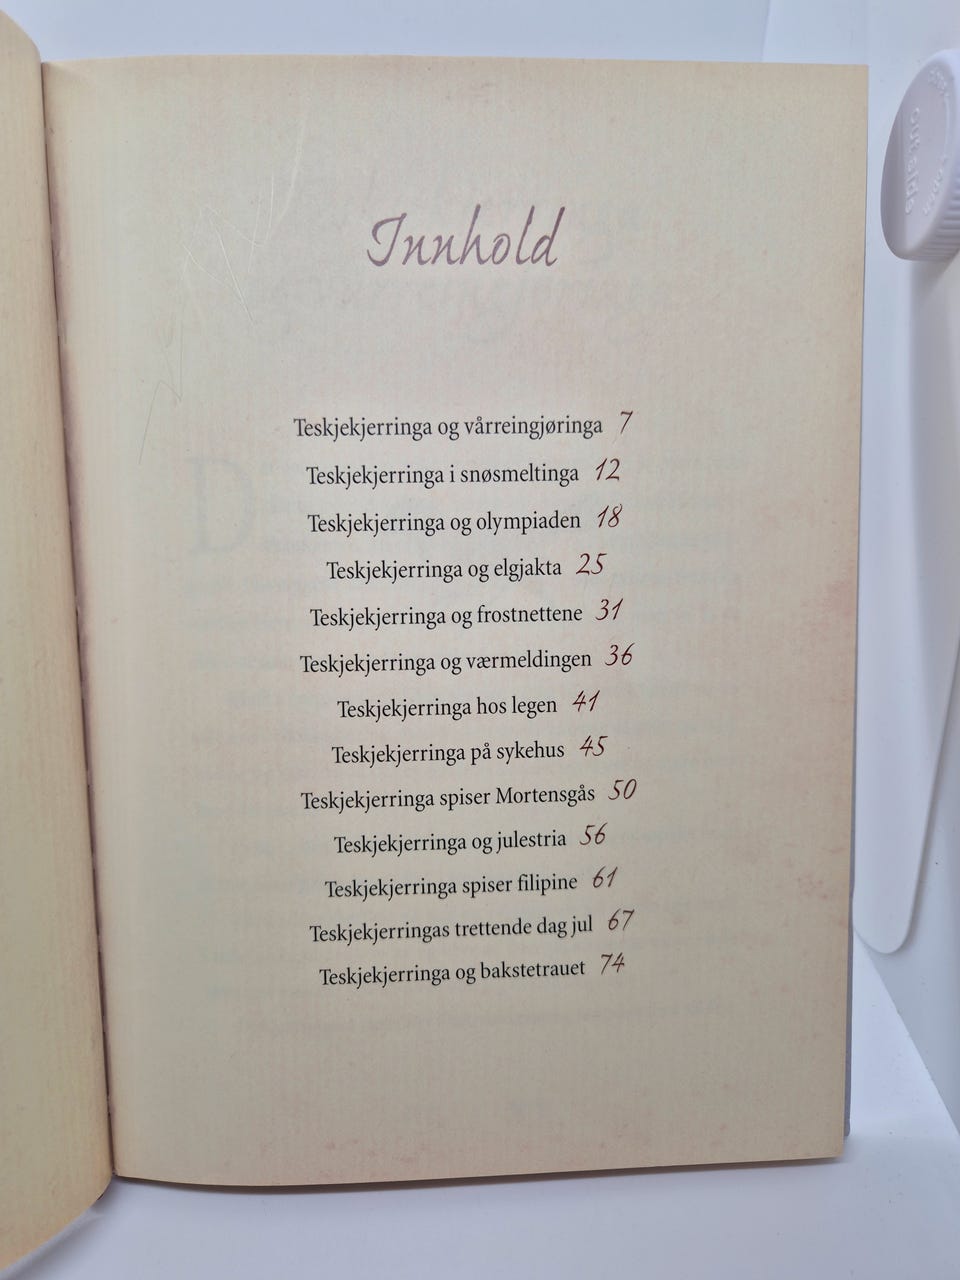 Innhold
Teskjekjerringa og vårreingjøringa 7
Teskjekjerringa i snøsmeltinga 12
Teskjekjerringa og olympiaden 18
Teskjekjerringa og elgjakta 25
Teskjekjerringa og frostnettene 31
Teskjekjerringa og værmeldingen 36
Teskjekjerringa hos legen 41
Teskjekjerringa på sykehus 45
Teskjekjerringa spiser Mortensgås 50
Teskjekjerringa og julestria 56
Teskjekjerringa spiser filipine 61
Teskjekjerringas trettende dag jul 67
Teskjekjerringa og bakstetrauet 74